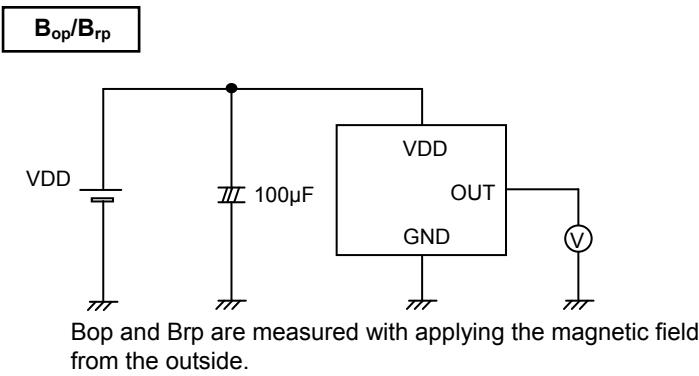 Bop/Brp
VDD
VDD
100µF
OUT
GND
V
Bop and Brp are measured with applying the magnetic field
from the outside.